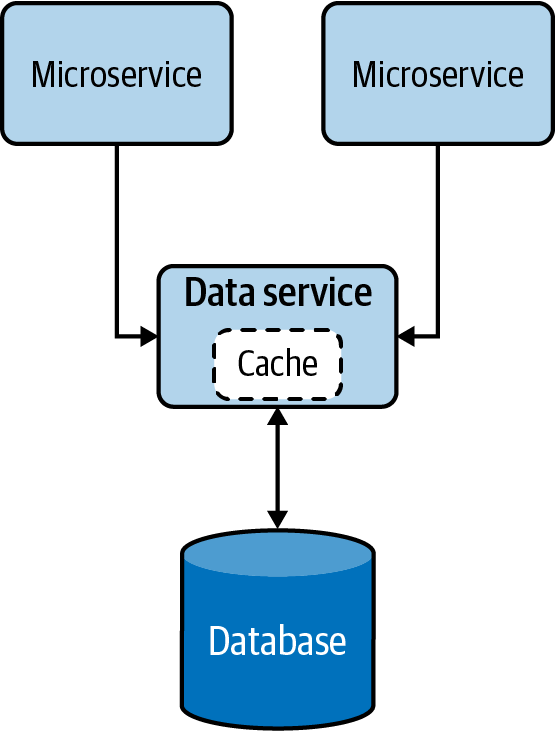 Microservice
Microservice
Data service
Cache
Database